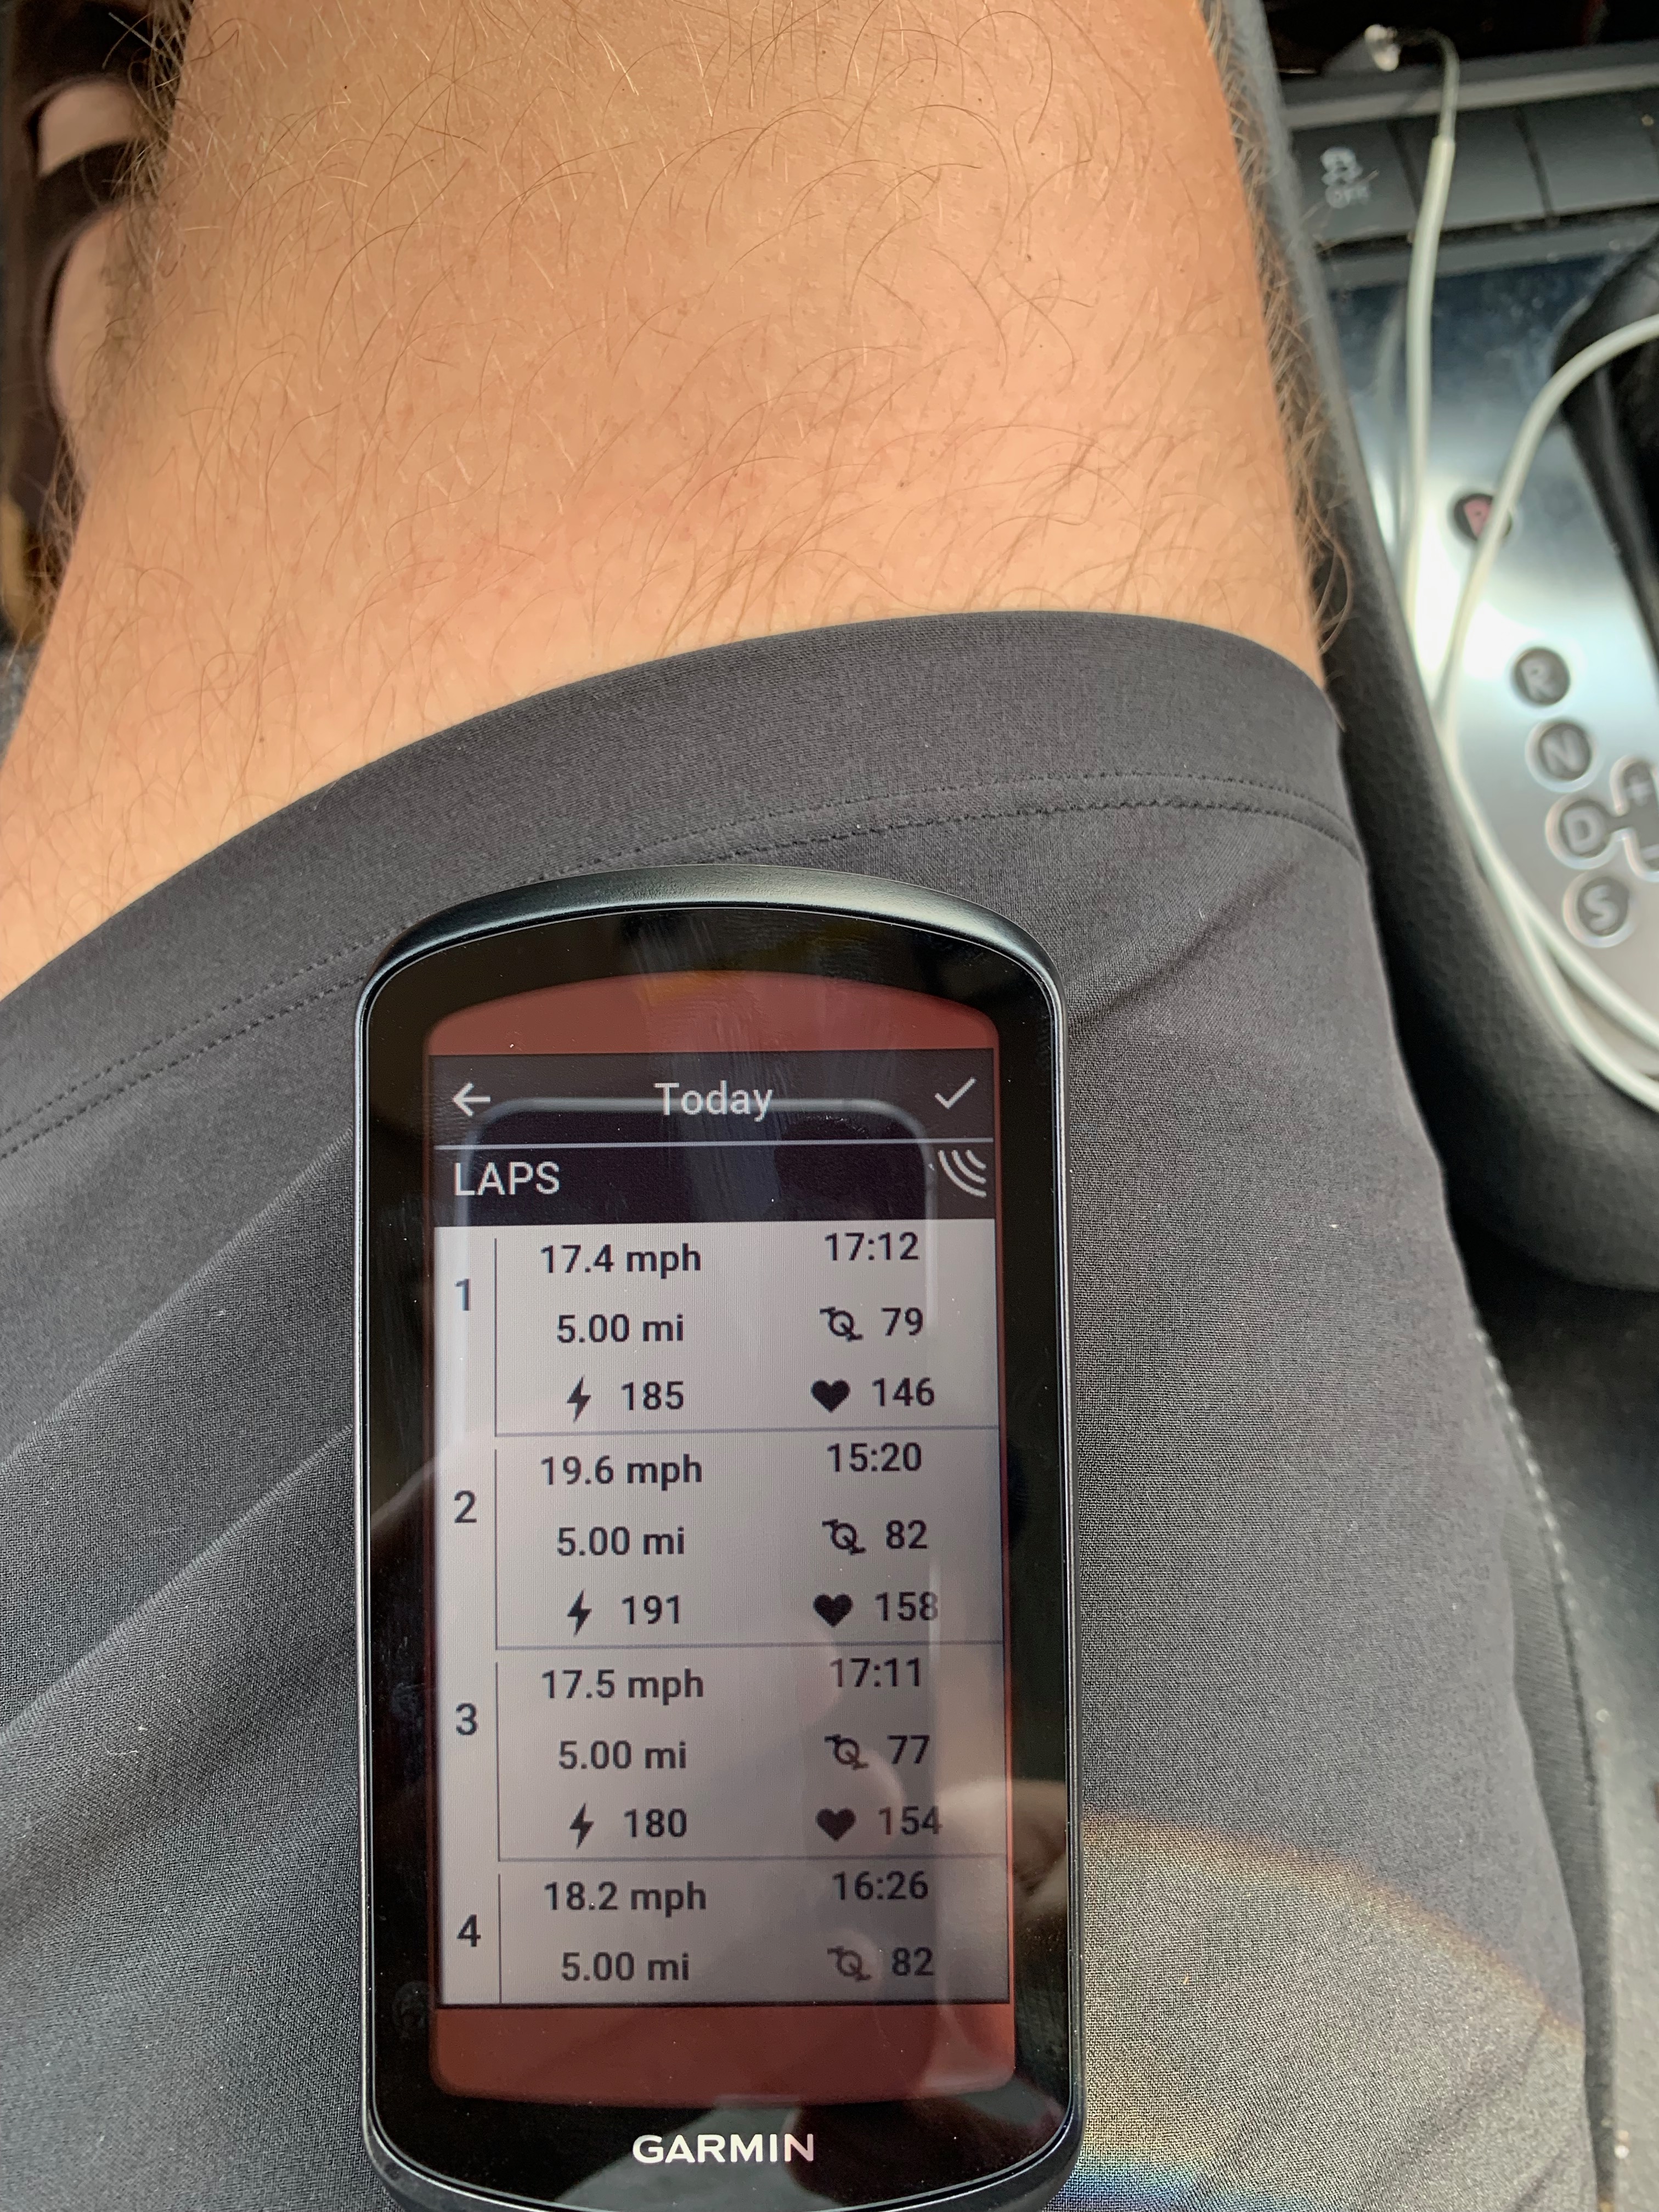 OFF
P
R
N
D +
S
Today
LAPS
1
17.4 mph 17:12
5.00 mi 79
185 146
2
19.6 mph 15:20
5.00 mi 82
191 158
3
17.5 mph 17:11
5.00 mi 77
180 154
4
18.2 mph 16:26
5.00 mi 82
GARMIN